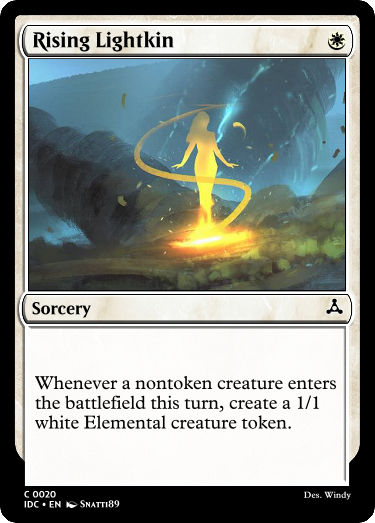 Rising Lightkin
Sorcery
Whenever a nontoken creature enters
the battlefield this turn, create a 1/1
white Elemental creature token.
C 0020
Des. Windy
IDC • EN Snatti89